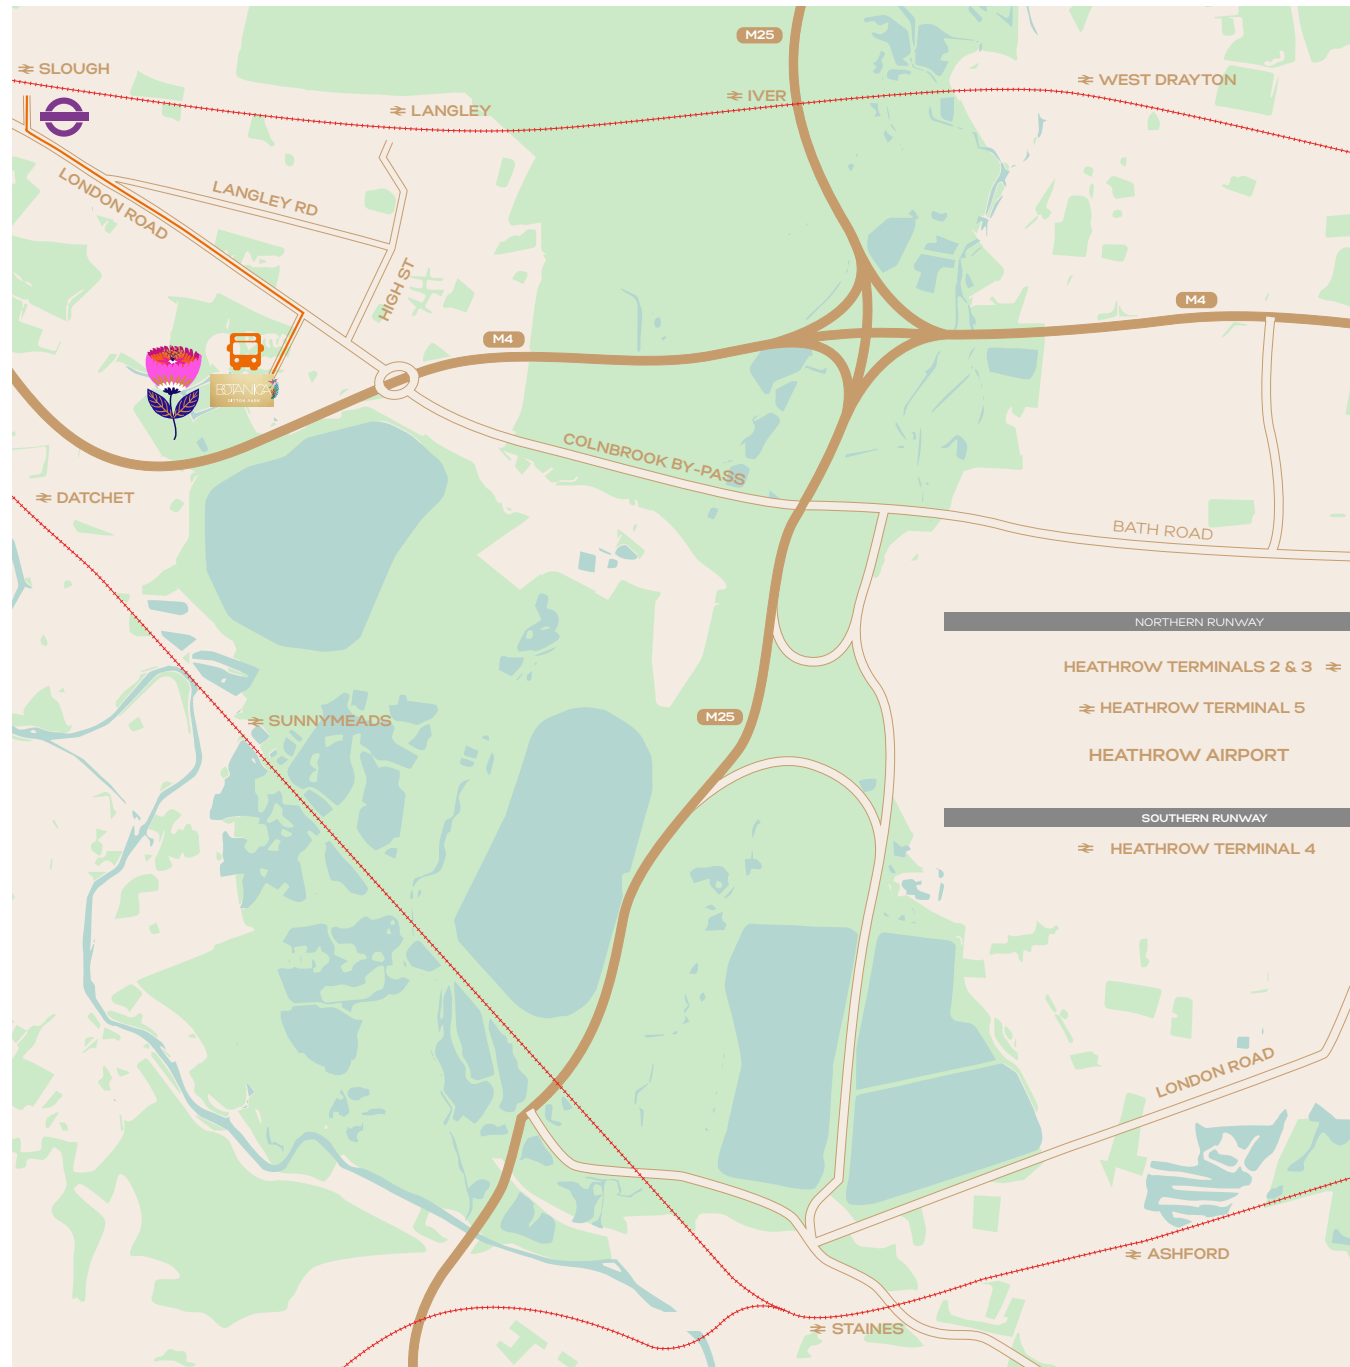 M25
SLOUGH
WEST DRAYTON
IVER
LANGLEY
LANGLEY RD
LONDON ROAD
HIGH ST
M4
M4
BOTANICA
DITTON PARK
COLNBROOK BY-PASS
DATCHET
BATH ROAD
NORTHERN RUNWAY
HEATHROW TERMINALS 2 & 3
HEATHROW TERMINAL 5
M25
SUNNYMEADS
HEATHROW AIRPORT
SOUTHERN RUNWAY
HEATHROW TERMINAL 4
LONDON ROAD
ASHFORD
STAINES